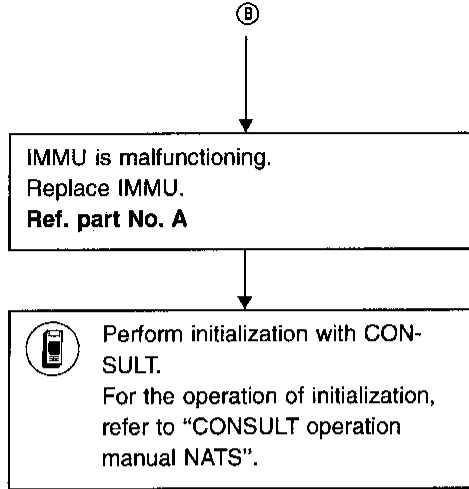 B
IMMU is malfunctioning.
Replace IMMU.
Ref. part No. A
Perform initialization with CON-
SULT.
For the operation of initialization,
refer to “CONSULT operation
manual NATS”.